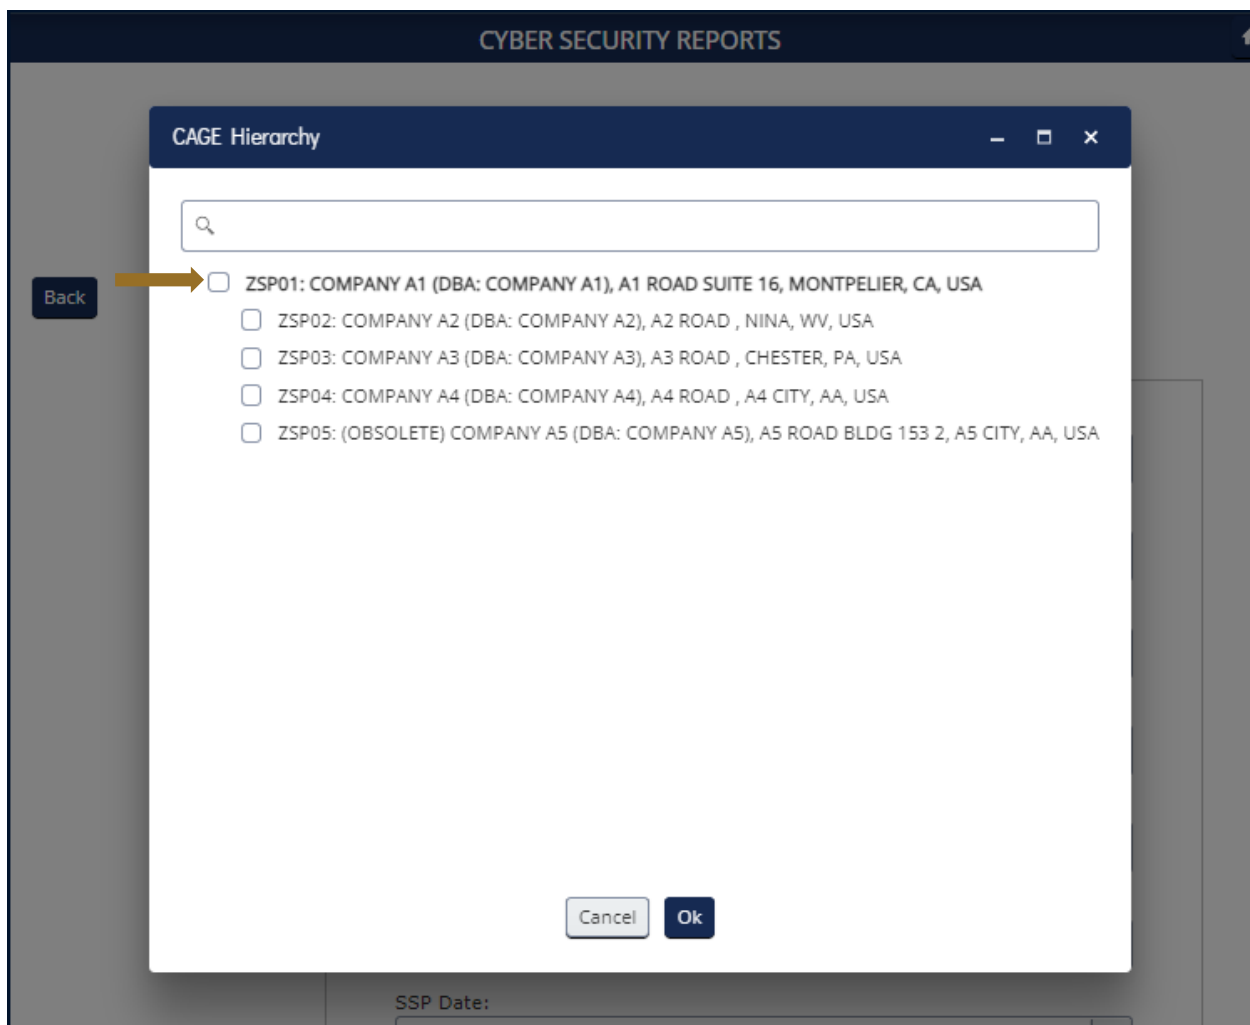 CYBER SECURITY REPORTS
CAGE Hierarchy
Back
ZSP01: COMPANY A1 (DBA: COMPANY A1), A1 ROAD SUITE 16, MONTPELIER, CA, USA
ZSP02: COMPANY A2 (DBA: COMPANY A2), A2 ROAD , NINA, WV, USA
ZSP03: COMPANY A3 (DBA: COMPANY A3), A3 ROAD , CHESTER, PA, USA
ZSP04: COMPANY A4 (DBA: COMPANY A4), A4 ROAD , A4 CITY, AA, USA
ZSP05: (OBSOLETE) COMPANY A5 (DBA: COMPANY A5), A5 ROAD BLDG 153 2, A5 CITY, AA, USA
Cancel Ok
SSP Date: